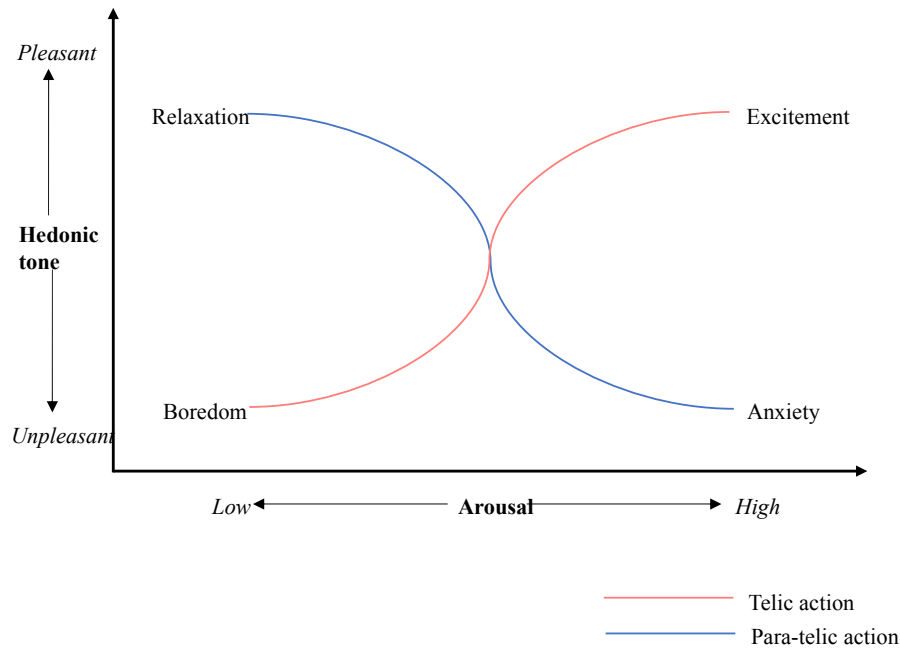 Pleasant
Relaxation
Excitement
Hedonic
tone
Boredom
Anxiety
Unpleasant
Low
Arousal
High
Telic action
Para-telic action